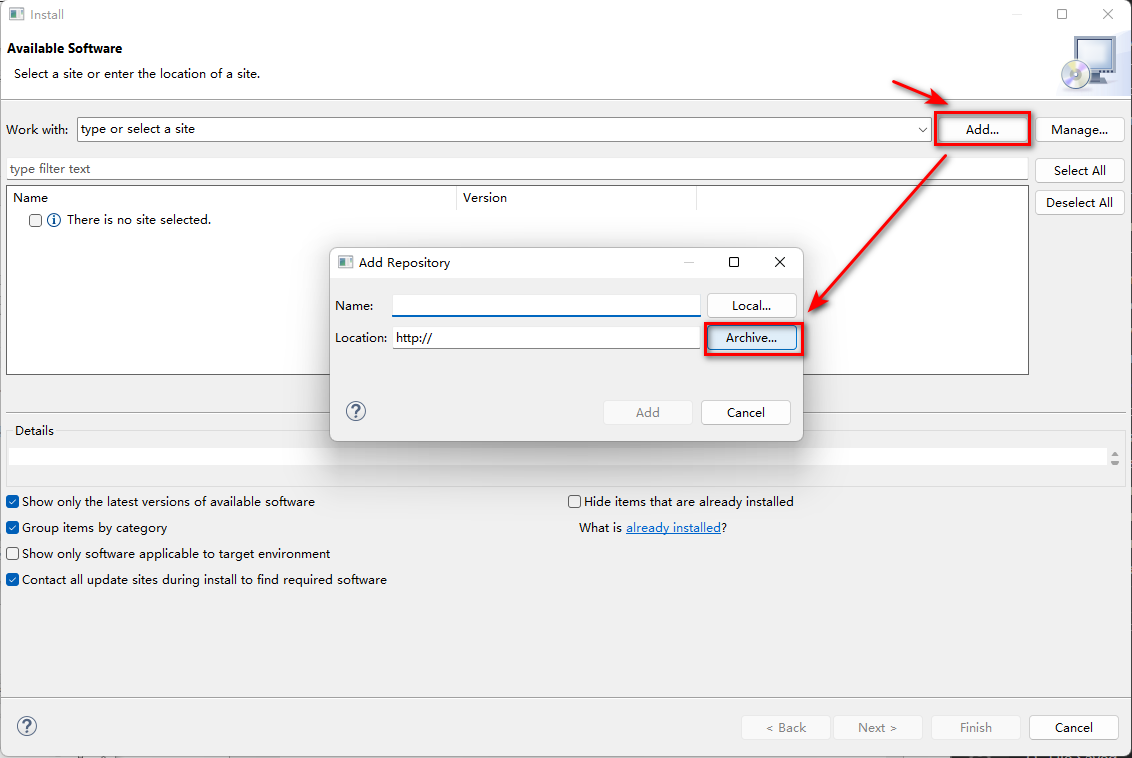 Install
Available Software
Select a site or enter the location of a site.
Work with: type or select a site Add... Manage...
type filter text Select All
Name Version Deselect All
There is no site selected.
Add Repository
Name: Local...
Location: http:// Archive...
Add Cancel
Details
Show only the latest versions of available software Hide items that are already installed
Group items by category What is already installed?
Show only software applicable to target environment
Contact all update sites during install to find required software
< Back Next > Finish Cancel